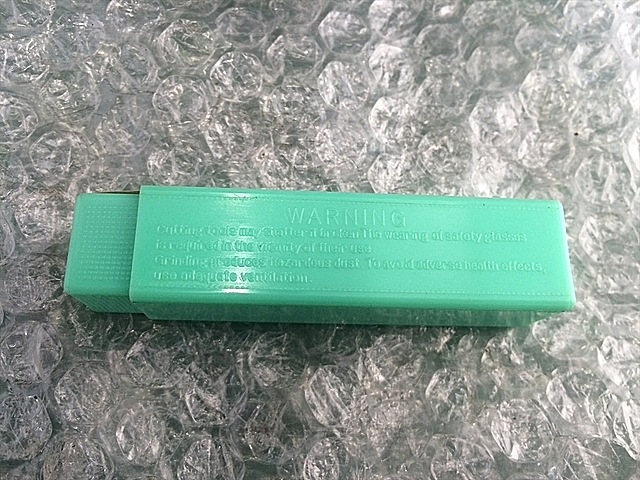 WARNING
Cutting tools may shatter if broken The wearing of safety glasses
is required in the vicinity of their use
Grinding produces hazardous dust To avoid adverse health effects,
use adequate ventilation.